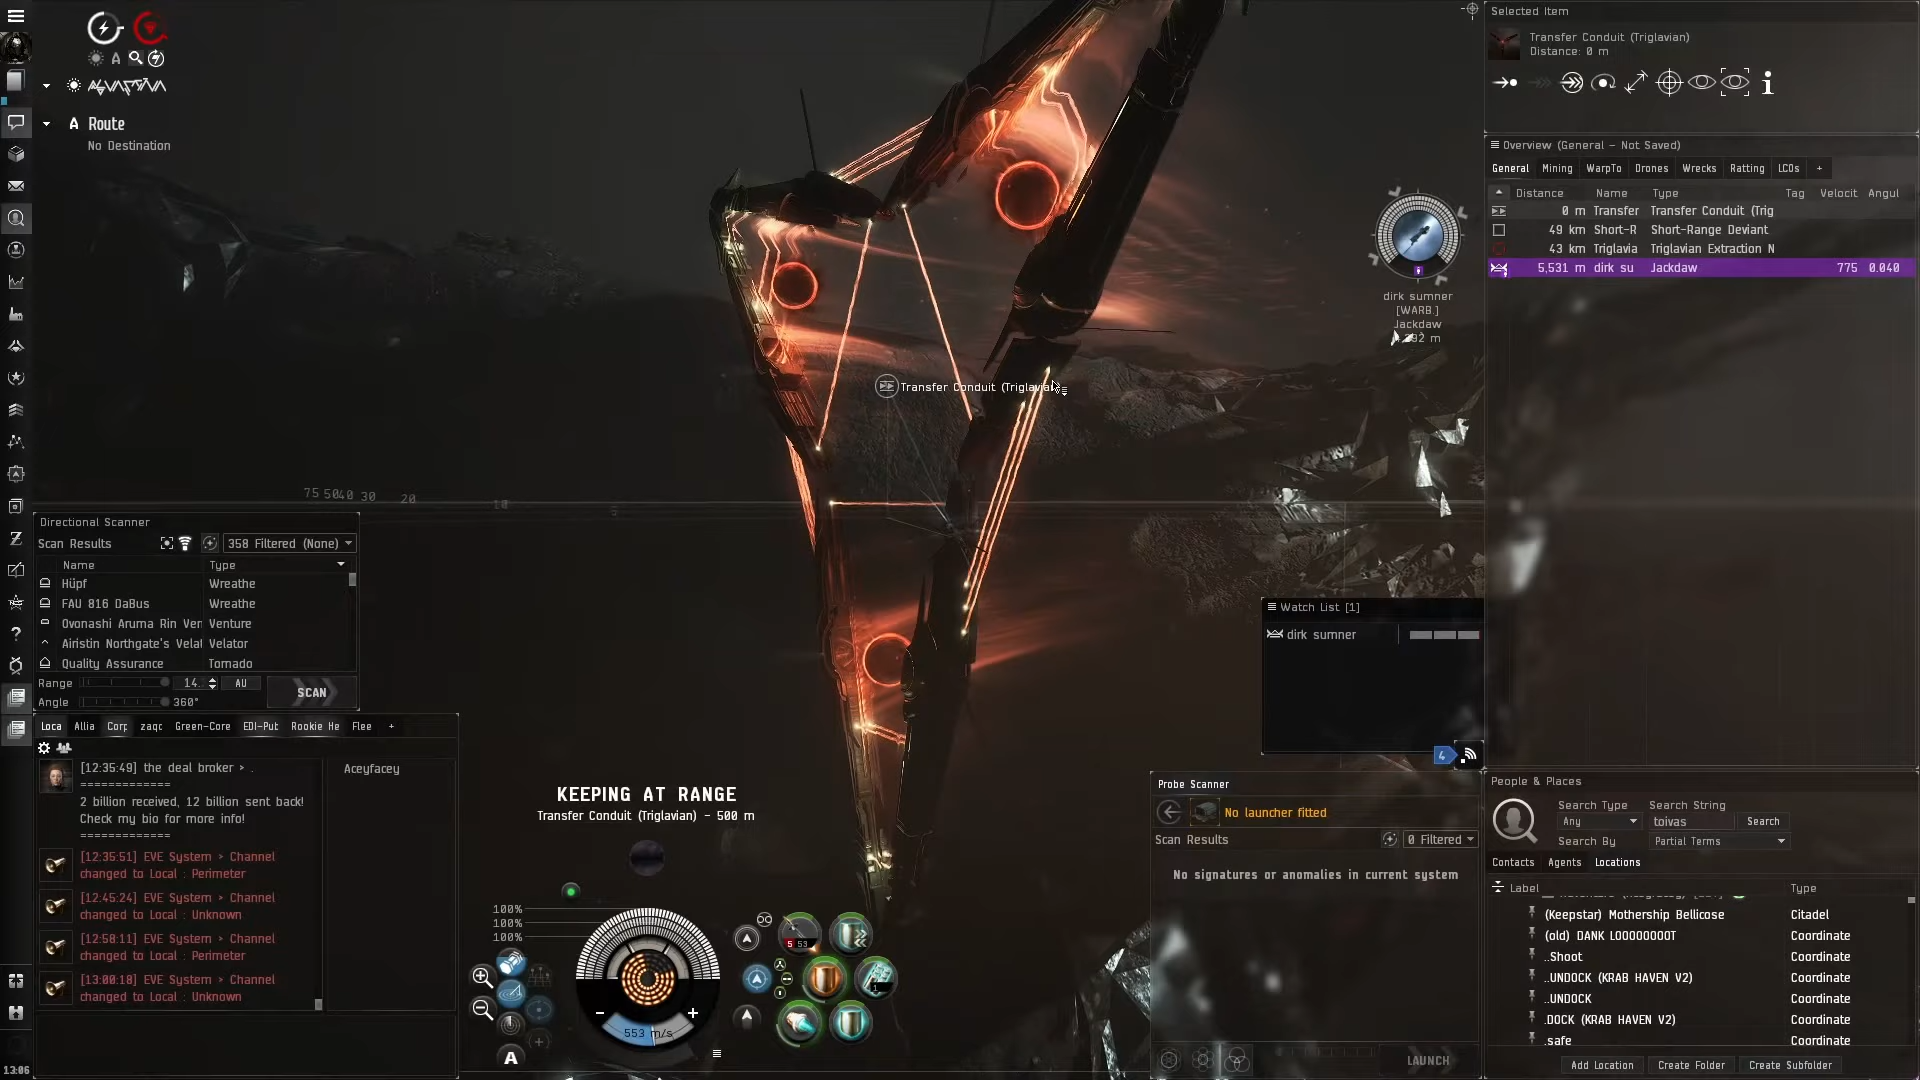 Route
No Destination
Transfer Conduit (Triglavian)
75 50 40 30 20 10
dirk sumner
[WARB.]
Jackdaw
Selected Item
Transfer Conduit (Triglavian)
Distance: 0 m
Overview (General - Not Saved)
General Mining WarpTo Drones Wrecks Ratting LCOs +
Distance Name Type Tag Velocit Angul
0 m Transfer Transfer Conduit (Trig
49 km Short-R Short-Range Deviant
43 km Triglavia Triglavian Extraction N
5,531 m dirk su Jackdaw 775 0.040
Directional Scanner
Scan Results 358 Filtered (None)
Name Type
Hüpf Wreathe
FAU 816 DaBus Wreathe
Ovonashi Aruma Rin Ven Venture
Airistin Northgate's Velat Velator
Quality Assurance Tornado
Range 14. AU
SCAN
Angle 360°
Loca Allia Corp zaqc Green-Core EDI-Put Rookie He Flee +
[12:35:49] the deal broker > .
=============
2 billion received, 12 billion sent back!
Check my bio for more info!
=============
[12:35:51] EVE System > Channel
changed to Local : Perimeter
[12:45:24] EVE System > Channel
changed to Local : Unknown
[12:58:11] EVE System > Channel
changed to Local : Perimeter
[13:00:18] EVE System > Channel
changed to Local : Unknown
Aceyfacey
13:06
KEEPING AT RANGE
Transfer Conduit (Triglavian) - 500 m
100%
100%
100%
553 m/s
A
5 53
1
Watch List [1]
dirk sumner
4
Probe Scanner
No launcher fitted
Scan Results 0 Filtered
No signatures or anomalies in current system
LAUNCH
People & Places
Search Type Search String
Any toivas Search
Search By Partial Terms
Contacts Agents Locations
Label Type
(Keepstar) Mothership Bellicose Citadel
(old) DANK LOOOOOOOT Coordinate
..Shoot Coordinate
..UNDOCK (KRAB HAVEN V2) Coordinate
..UNDOCK Coordinate
.DOCK (KRAB HAVEN V2) Coordinate
.safe Coordinate
Add Location Create Folder Create Subfolder